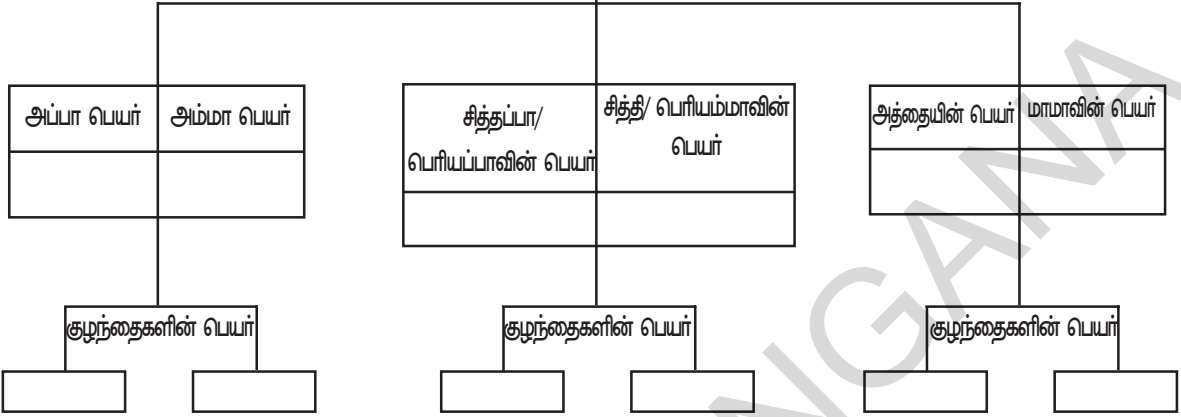 அப்பா பெயர் அம்மா பெயர்
சித்தப்பா/
பெரியப்பாவின் பெயர்
சித்தி/ பெரியம்மாவின்
பெயர்
அத்தையின் பெயர் மாமாவின் பெயர்
குழந்தைகளின் பெயர் குழந்தைகளின் பெயர் குழந்தைகளின் பெயர்
NGANA